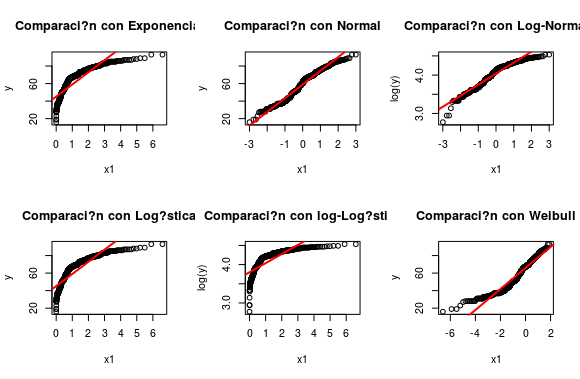 Comparaci?n con Exponencia
Comparaci?n con Normal
Comparaci?n con Log-Norma
y
60
20
0 1 2 3 4 5 6
x1
y
60
20
-3 -1 0 1 2 3
x1
log(y)
4.0
3.0
-3 -1 0 1 2 3
x1
Comparaci?n con Log?stica
Comparaci?n con log-Log?sti
Comparaci?n con Weibull
y
60
20
0 1 2 3 4 5 6
x1
log(y)
4.0
3.0
0 1 2 3 4 5 6
x1
y
60
20
-6 -4 -2 0 2
x1